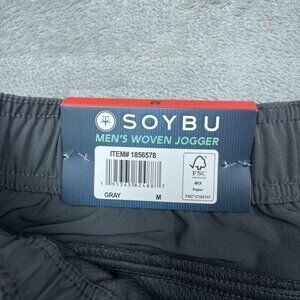 M
SOYBU
MEN'S WOVEN JOGGER
ITEM# 1856578
FSC
MIX
Paper
GRAY M